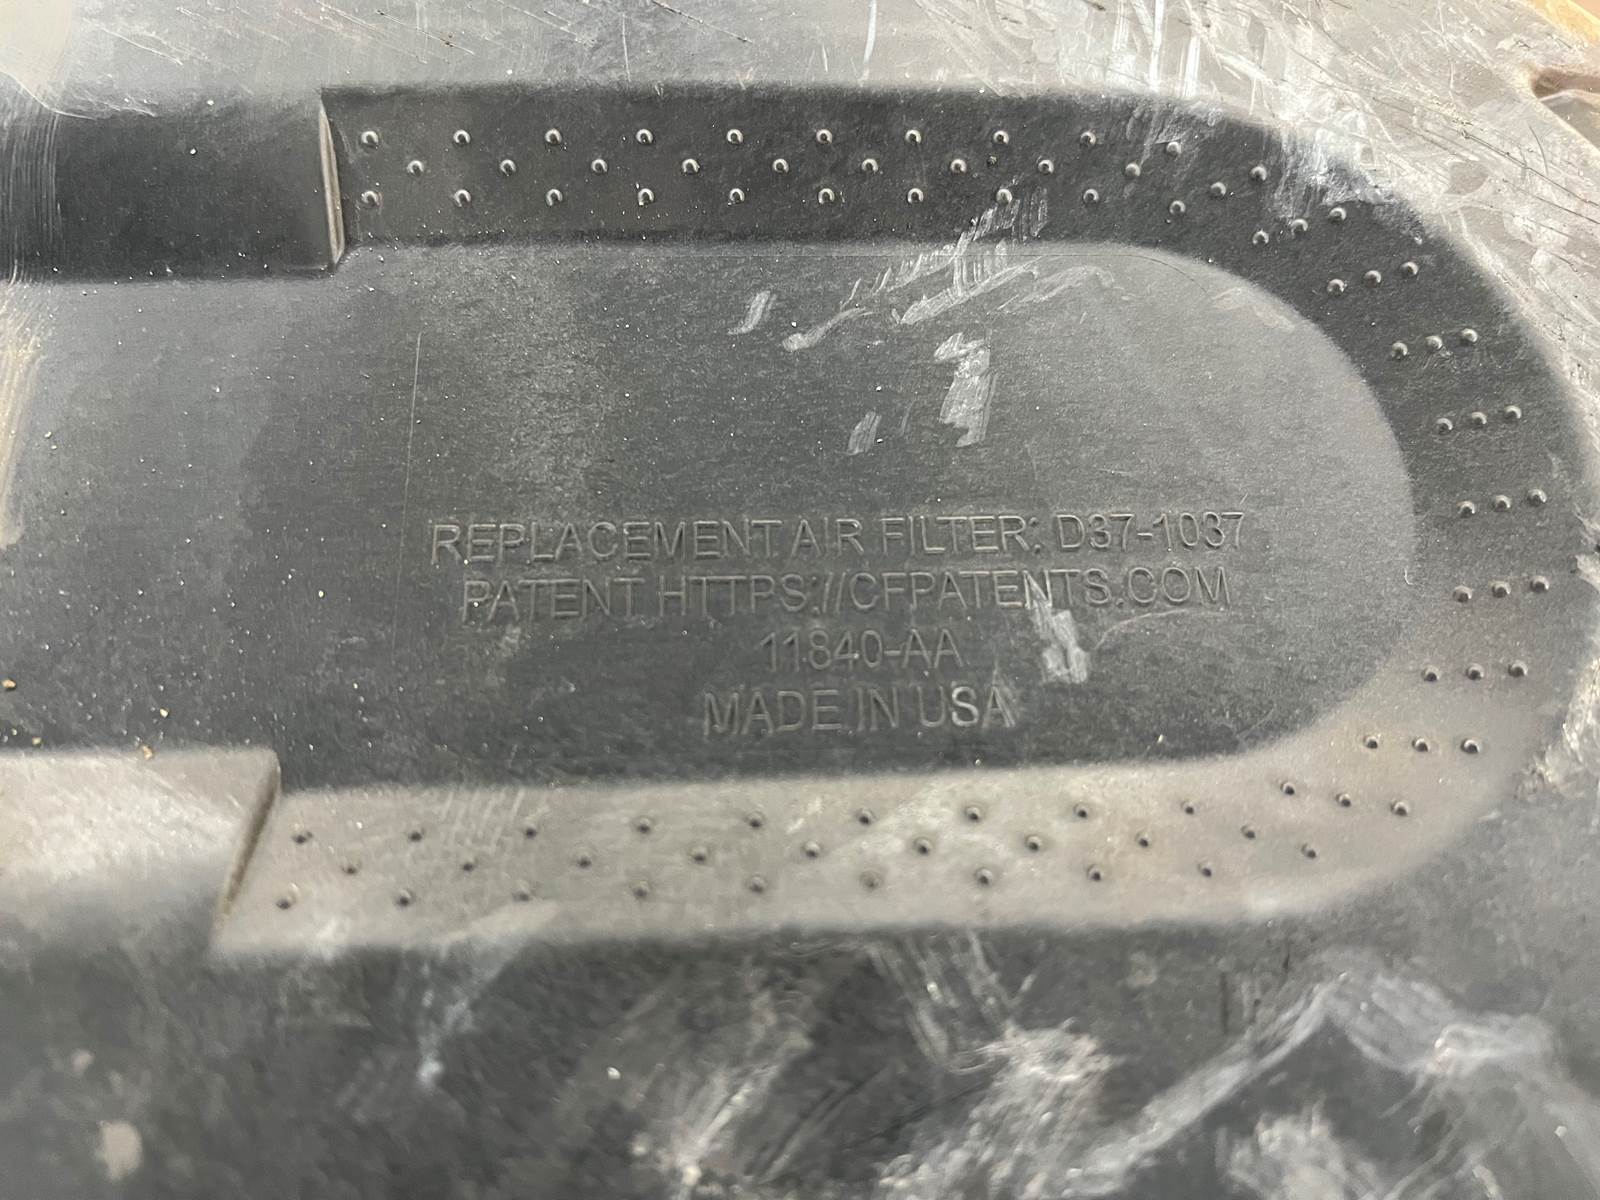 REPLACEMENT AIR FILTER: D37-1037
PATENT HTTPS://CFPATENTS.COM
11840-AA
MADE IN USA